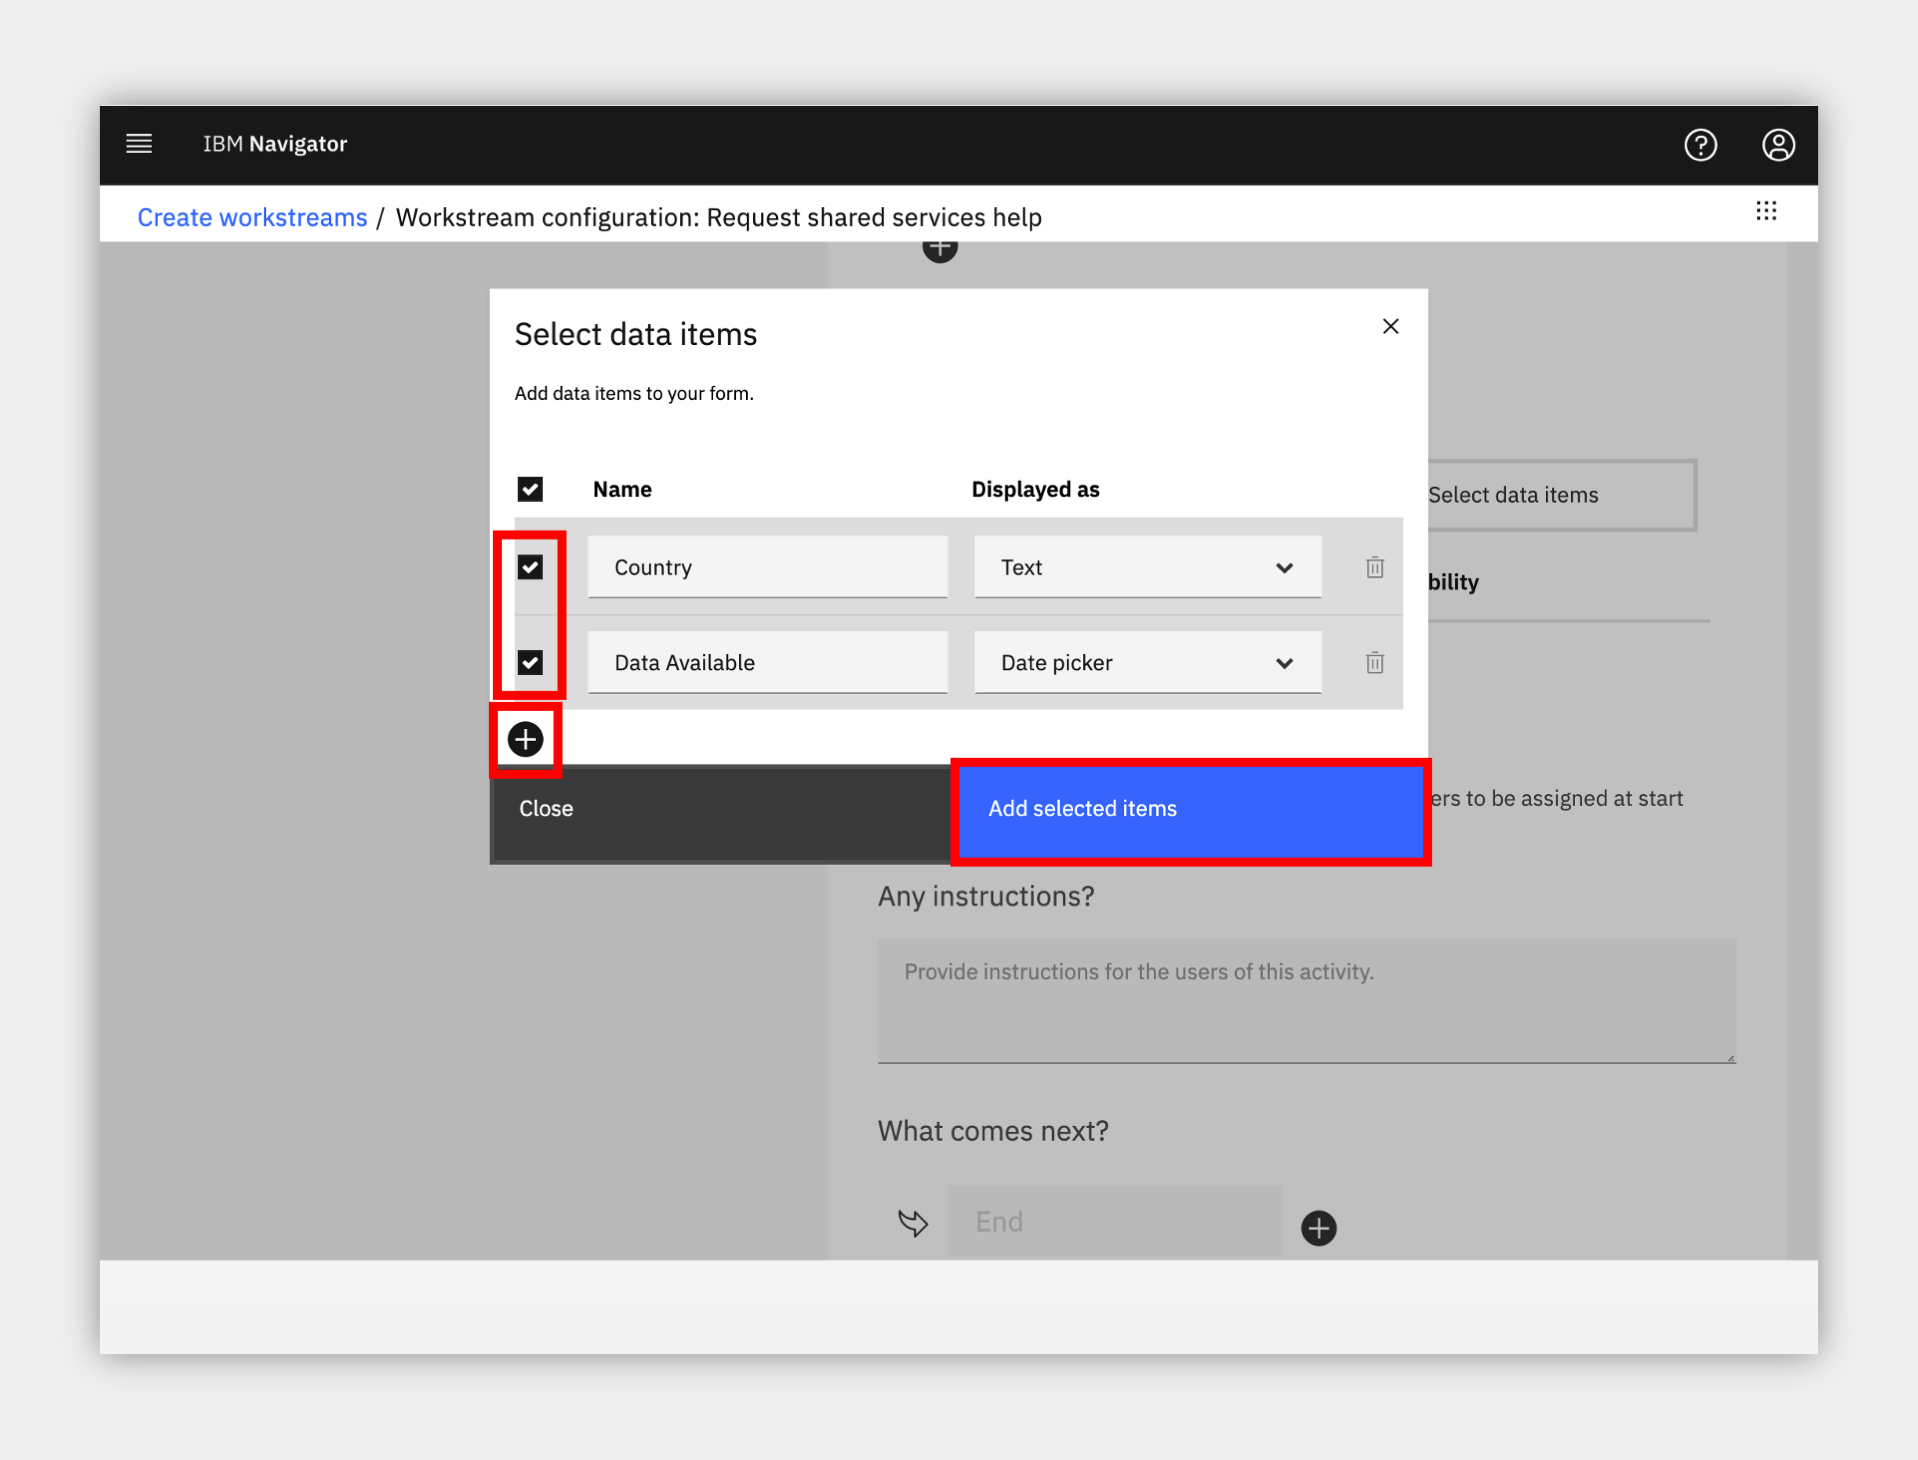 IBM Navigator
Create workstreams / Workstream configuration: Request shared services help
Select data items
Add data items to your form.
Name Displayed as
Select data items
Country Text
bility
Data Available Date picker
Close Add selected items
ers to be assigned at start
Any instructions?
Provide instructions for the users of this activity.
What comes next?
End